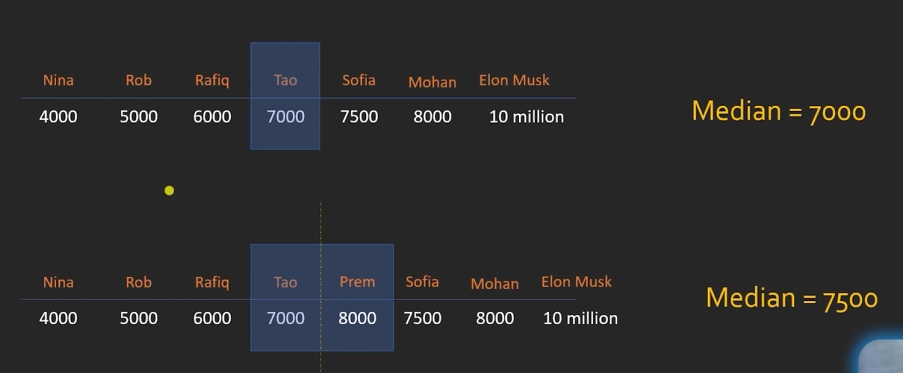 Nina Rob Rafiq Tao Sofia Mohan Elon Musk
4000 5000 6000 7000 7500 8000 10 million
Median = 7000
Nina Rob Rafiq Tao Prem Sofia Mohan Elon Musk
4000 5000 6000 7000 8000 7500 8000 10 million
Median = 7500